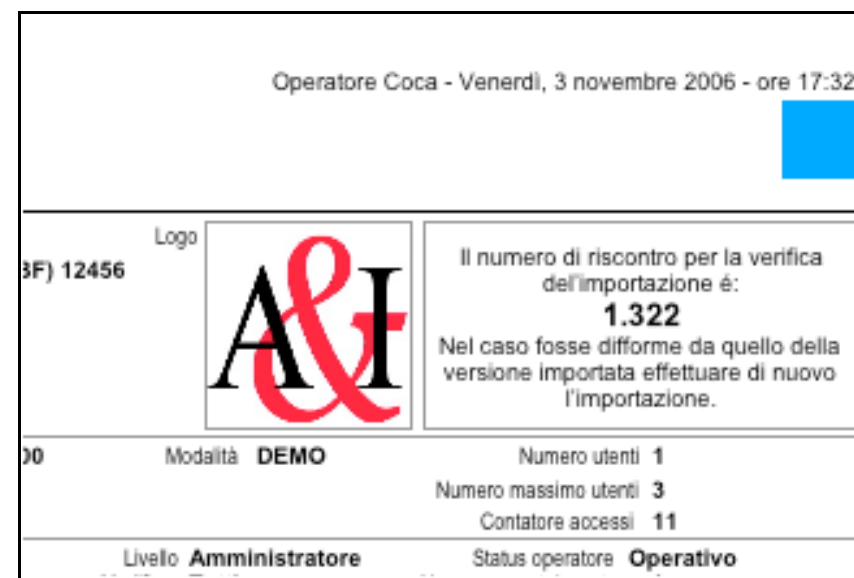 Operatore Coca - Venerdì, 3 novembre 2006 - ore 17:32
Logo
BF) 12456
A&I
Il numero di riscontro per la verifica
del'importazione é:
1.322
Nel caso fosse difforme da quello della
versione importata effettuare di nuovo
l'importazione.
00 Modalità DEMO Numero utenti 1
Numero massimo utenti 3
Contatore accessi 11
Livello Amministratore Status operatore Operativo